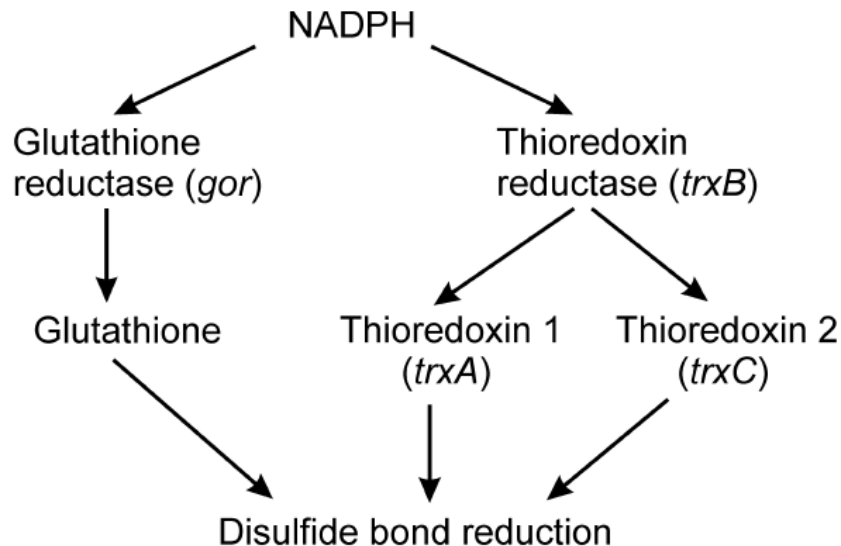 NADPH
Glutathione
reductase (gor)
Thioredoxin
reductase (trxB)
Glutathione
Thioredoxin 1
(trxA)
Thioredoxin 2
(trxC)
Disulfide bond reduction